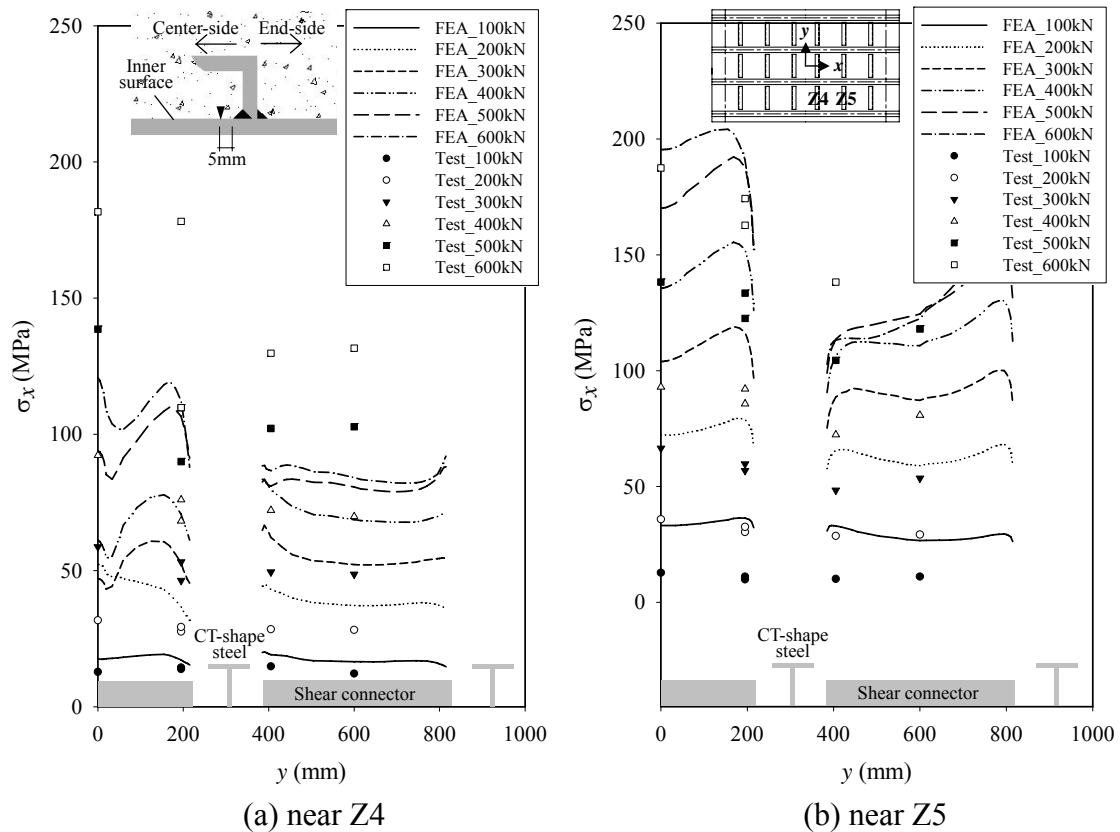 250
200
150
100
50
0
σx (MPa)
Center-side End-side
Inner surface
5mm
FEA_100kN
FEA_200kN
FEA_300kN
FEA_400kN
FEA_500kN
FEA_600kN
Test_100kN
Test_200kN
Test_300kN
Test_400kN
Test_500kN
Test_600kN
CT-shape
steel
Shear connector
0 200 400 600 800 1000
y (mm)
(a) near Z4
250
200
150
100
50
0
σx (MPa)
y
x
Z4 Z5
FEA_100kN
FEA_200kN
FEA_300kN
FEA_400kN
FEA_500kN
FEA_600kN
Test_100kN
Test_200kN
Test_300kN
Test_400kN
Test_500kN
Test_600kN
CT-shape
steel
Shear connector
0 200 400 600 800 1000
y (mm)
(b) near Z5